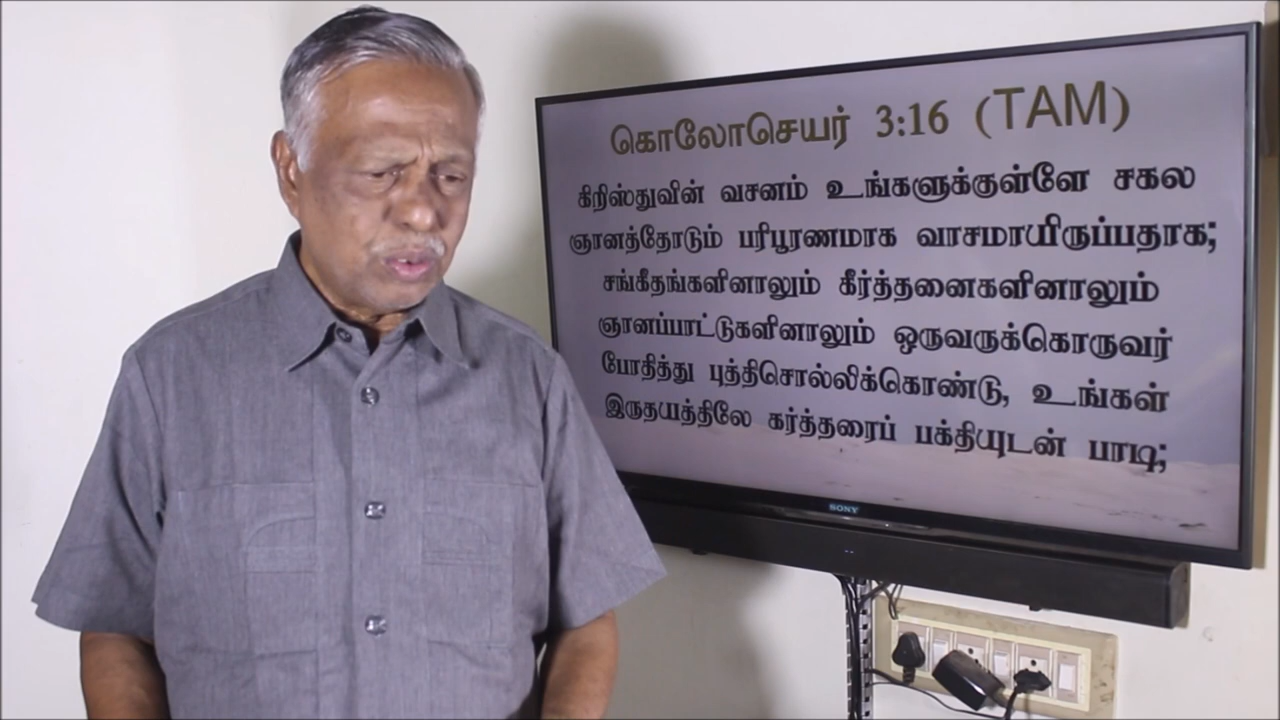 கொலோசெயர் 3:16 (TAM)
கிறிஸ்துவின் வசனம் உங்களுக்குள்ளே சகல
ஞானத்தோடும் பரிபூரணமாக வாசமாயிருப்பதாக;
சங்கீதங்களினாலும் கீர்த்தனைகளினாலும்
ஞானப்பாட்டுகளினாலும் ஒருவருக்கொருவர்
போதித்து புத்திசொல்லிக்கொண்டு, உங்கள்
இருதயத்திலே கர்த்தரைப் பக்தியுடன் பாடி;
SONY